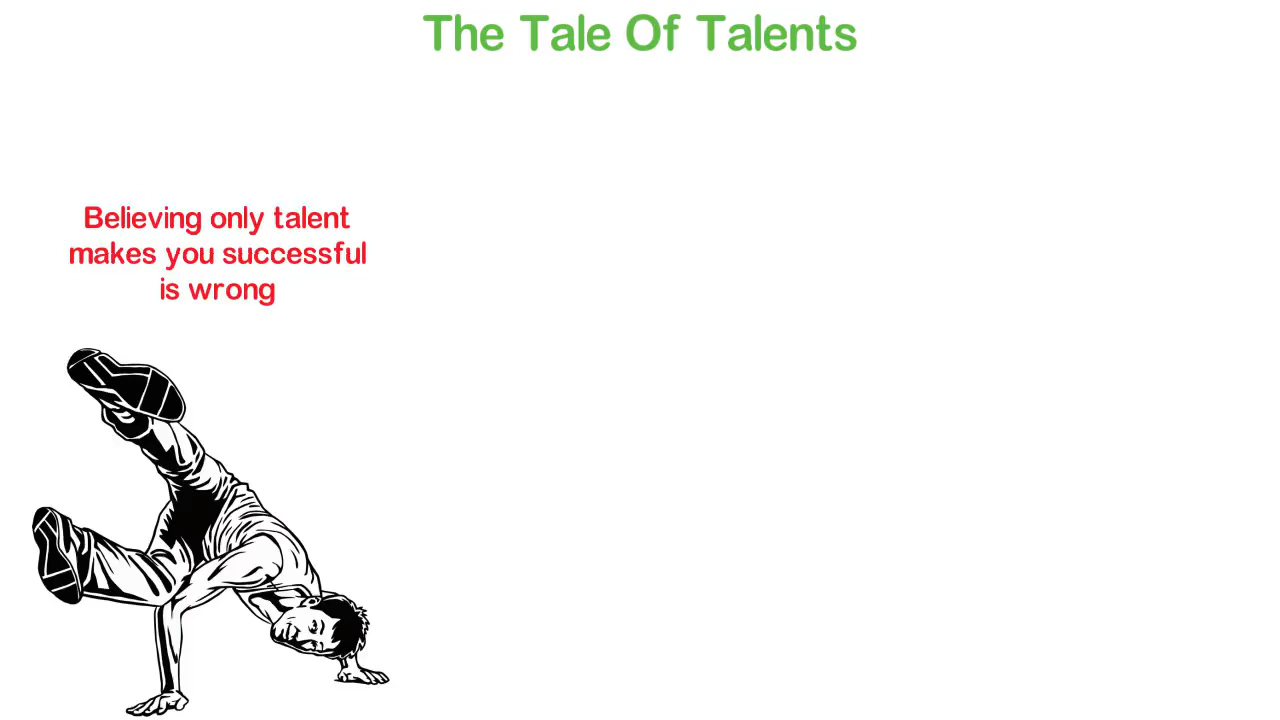 The Tale Of Talents
Believing only talent
makes you successful
is wrong